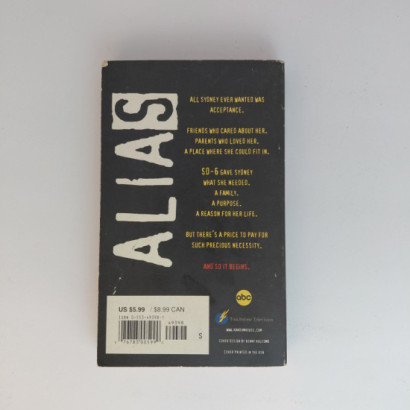 ALIAS
ALL SYDNEY EVER WANTED WAS
ACCEPTANCE.
FRIENDS WHO CARED ABOUT HER.
PARENTS WHO LOVED HER.
A PLACE WHERE SHE COULD FIT IN.
SD-6 GAVE SYDNEY
WHAT SHE NEEDED.
A FAMILY.
A PURPOSE.
A REASON FOR HER LIFE.
BUT THERE'S A PRICE TO PAY FOR
SUCH PRECIOUS NECESSITY.
AND SO IT BEGINS.
abc
US $5.99 / $8.99 CAN
S